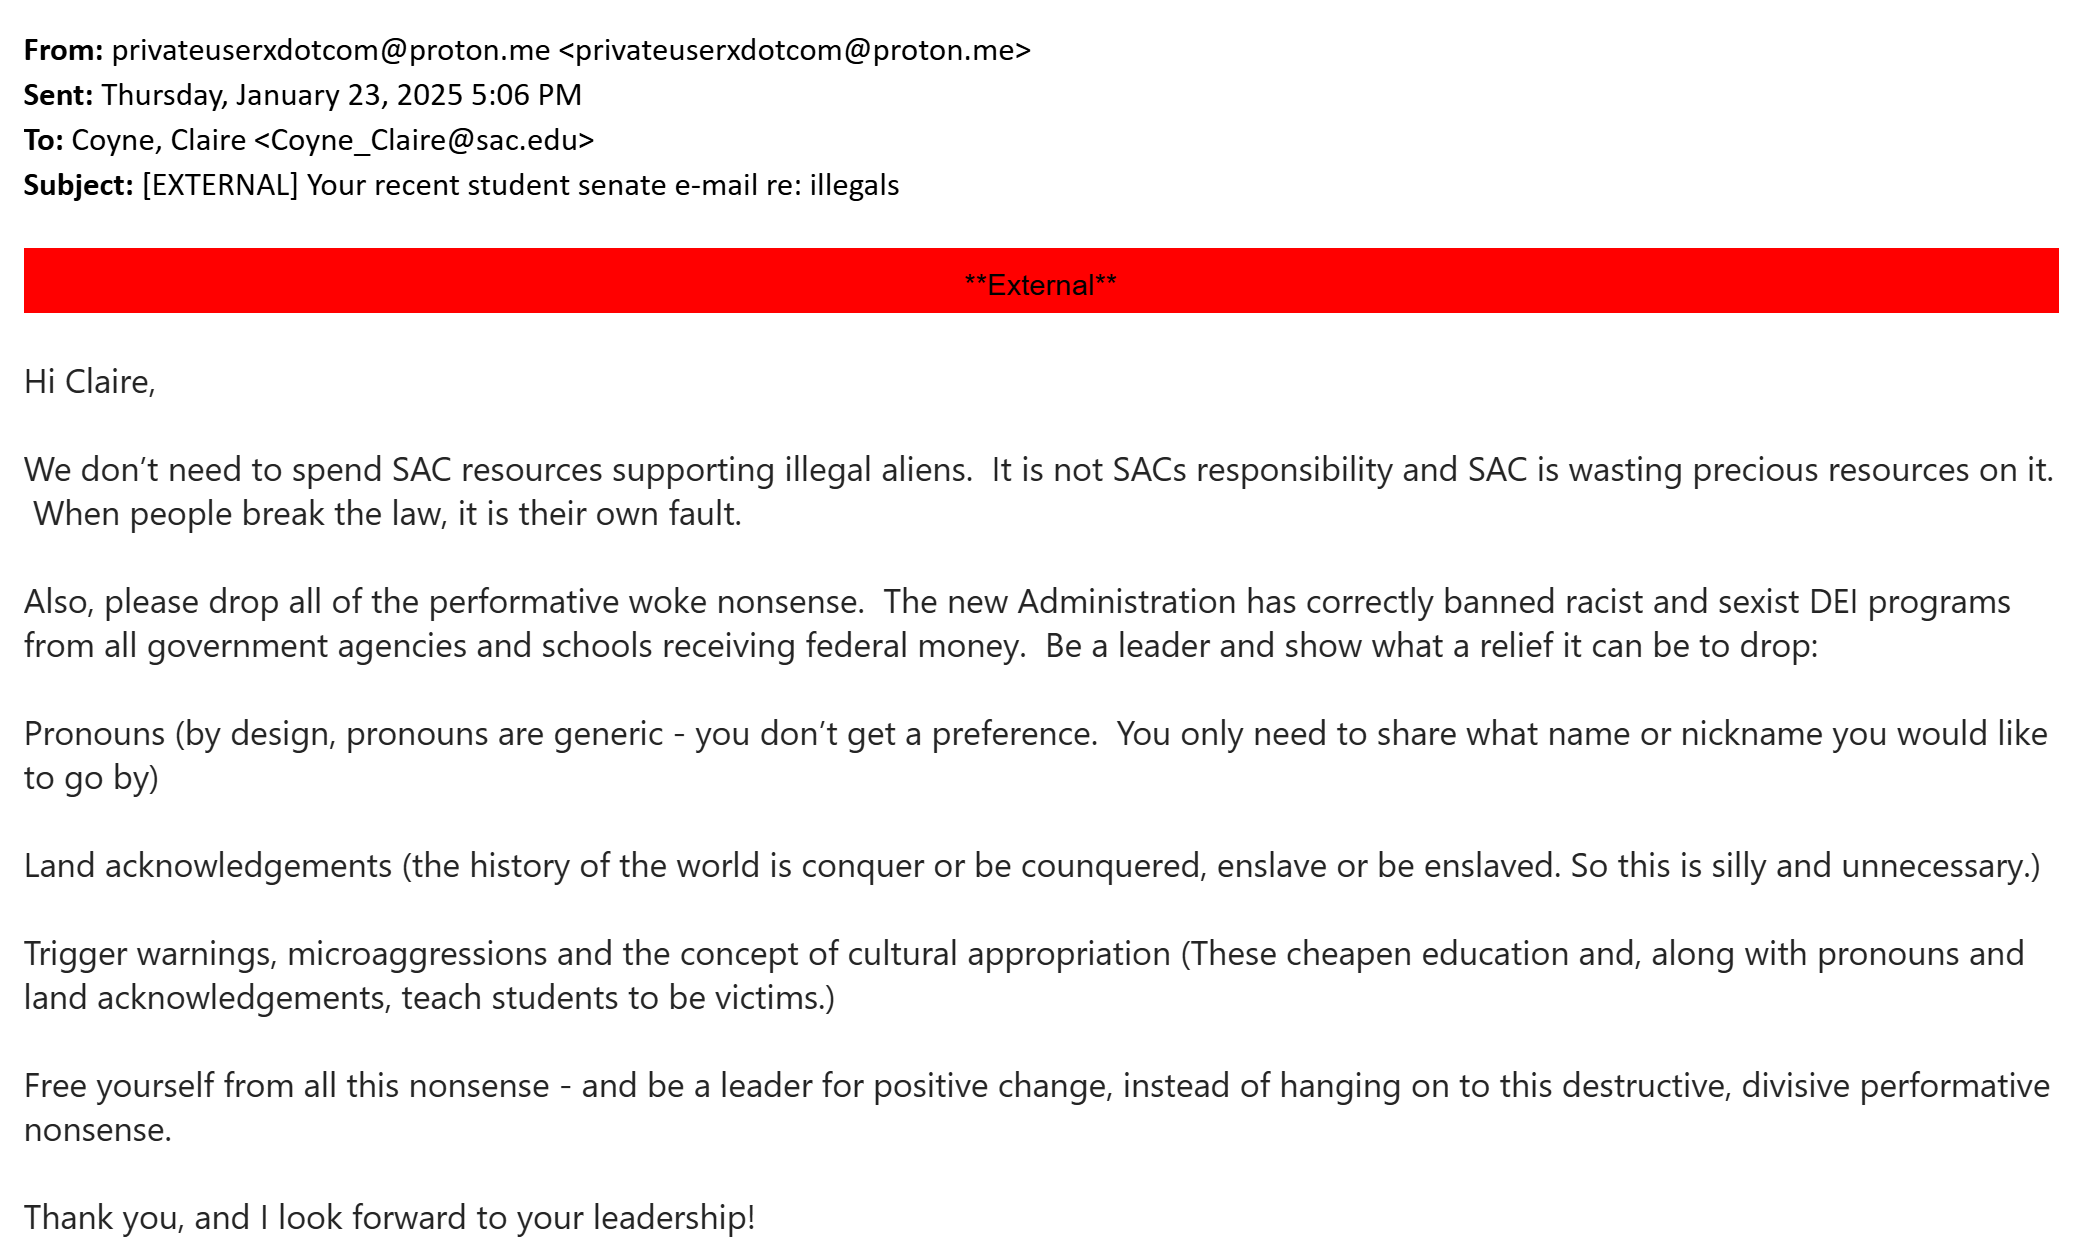 From: privateuserxdotcom@proton.me <privateuserxdotcom@proton.me>
Sent: Thursday, January 23, 2025 5:06 PM
To: Coyne, Claire <Coyne_Claire@sac.edu>
Subject: [EXTERNAL] Your recent student senate e-mail re: illegals
**External**
Hi Claire,
We don’t need to spend SAC resources supporting illegal aliens.  It is not SACs responsibility and SAC is wasting precious resources on it.
When people break the law, it is their own fault.
Also, please drop all of the performative woke nonsense.  The new Administration has correctly banned racist and sexist DEI programs
from all government agencies and schools receiving federal money.  Be a leader and show what a relief it can be to drop:
Pronouns (by design, pronouns are generic - you don’t get a preference.  You only need to share what name or nickname you would like
to go by)
Land acknowledgements (the history of the world is conquer or be counquered, enslave or be enslaved. So this is silly and unnecessary.)
Trigger warnings, microaggressions and the concept of cultural appropriation (These cheapen education and, along with pronouns and
land acknowledgements, teach students to be victims.)
Free yourself from all this nonsense - and be a leader for positive change, instead of hanging on to this destructive, divisive performative
nonsense.
Thank you, and I look forward to your leadership!